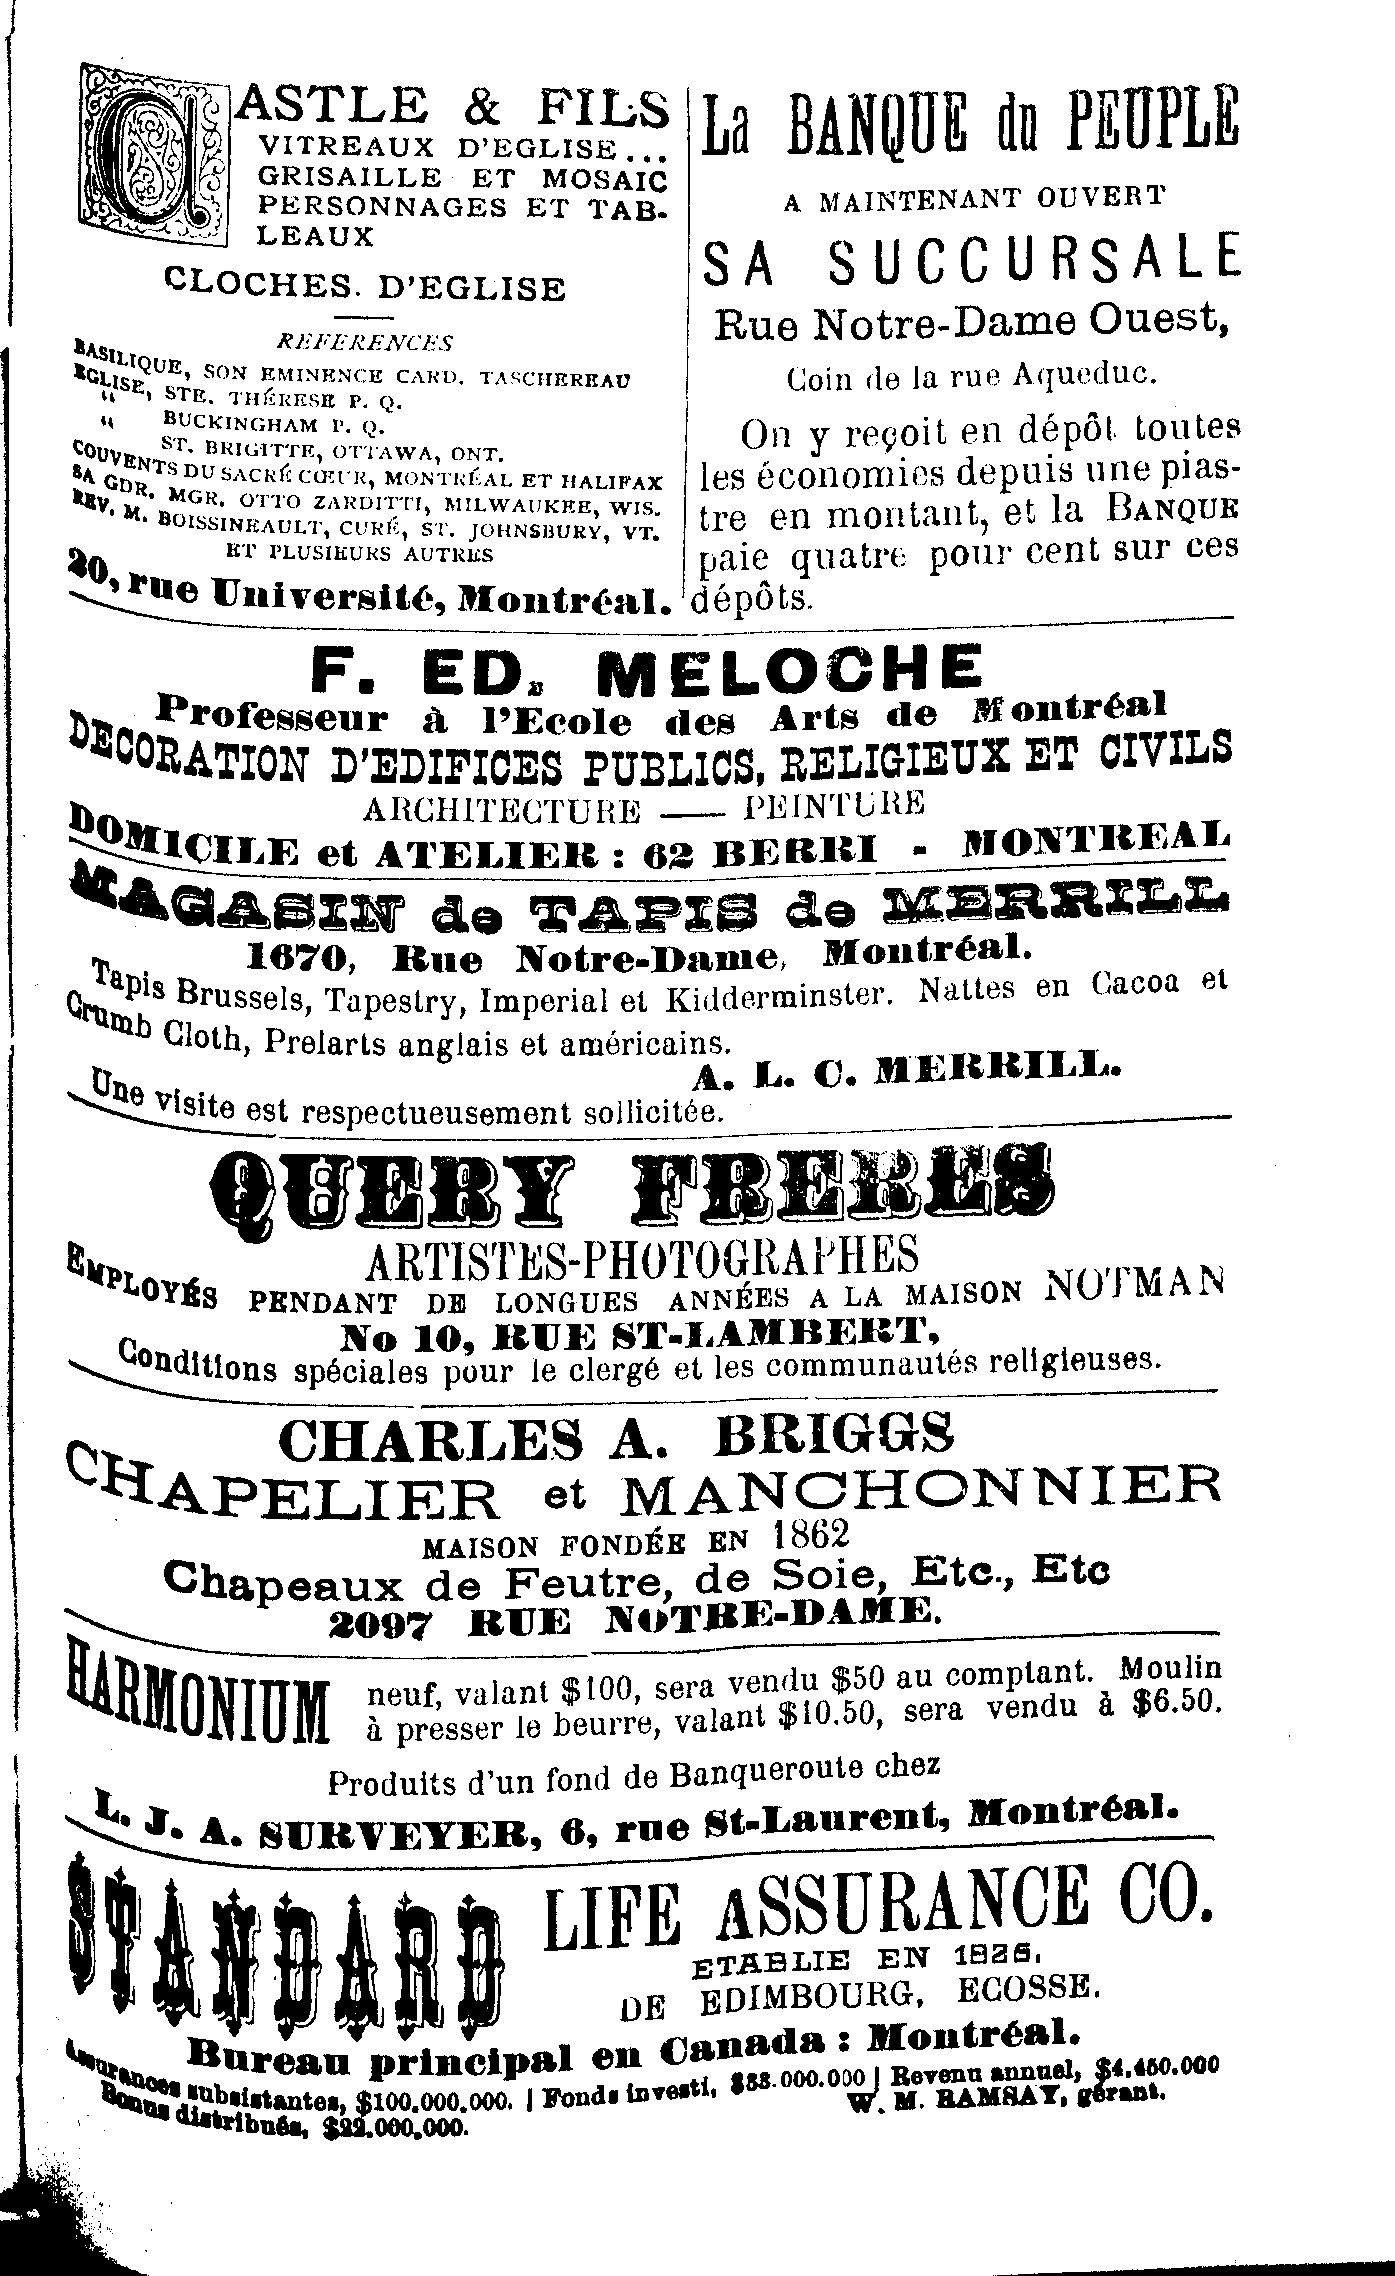 CASTLE & FILS
VITREAUX D'EGLISE...
GRISAILLE ET MOSAIC
PERSONNAGES ET TAB-
LEAUX
CLOCHES. D'EGLISE
REFERENCES
BASILIQUE, SON EMINENCE CARD. TASCHEREAU
EGLISE, STE. THÉRESE P. Q.
" BUCKINGHAM P. Q.
" ST. BRIGITTE, OTTAWA, ONT.
COUVENTS DU SACRÉ CŒUR, MONTRÉAL ET HALIFAX
SA GDR. MGR. OTTO ZARDITTI, MILWAUKEE, WIS.
REV. M. BOISSINEAULT, CURÉ, ST. JOHNSBURY, VT.
ET PLUSIEURS AUTRES
20, rue Université, Montréal.
La BANQUE du PEUPLE
A MAINTENANT OUVERT
SA SUCCURSALE
Rue Notre-Dame Ouest,
Coin de la rue Aqueduc.
On y reçoit en dépôt toutes
les économies depuis une pias-
tre en montant, et la BANQUE
paie quatre pour cent sur ces
dépôts.
F. ED. MELOCHE
Professeur à l'Ecole des Arts de Montréal
DECORATION D'EDIFICES PUBLICS, RELIGIEUX ET CIVILS
ARCHITECTURE — PEINTURE
DOMICILE et ATELIER : 62 BERRI - MONTREAL
MAGASIN de TAPIS de MERRILL
1670, Rue Notre-Dame, Montréal.
Tapis Brussels, Tapestry, Imperial et Kidderminster. Nattes en Cacoa et
Crumb Cloth, Prelarts anglais et américains.
A. L. C. MERRILL.
Une visite est respectueusement sollicitée.
QUERY FRERES
ARTISTES-PHOTOGRAPHES
EMPLOYÉS PENDANT DE LONGUES ANNÉES A LA MAISON NOTMAN
No 10, RUE ST-LAMBERT,
Conditions spéciales pour le clergé et les communautés religieuses.
CHARLES A. BRIGGS
CHAPELIER et MANCHONNIER
MAISON FONDÉE EN 1862
Chapeaux de Feutre, de Soie, Etc., Etc
2097 RUE NOTRE-DAME.
HARMONIUM neuf, valant $100, sera vendu $50 au comptant. Moulin
à presser le beurre, valant $10.50, sera vendu à $6.50.
Produits d'un fond de Banqueroute chez
L. J. A. SURVEYER, 6, rue St-Laurent, Montréal.
STANDARD LIFE ASSURANCE CO.
ETABLIE EN 1825,
DE EDIMBOURG, ECOSSE.
Bureau principal en Canada : Montréal.
Assurances subsistantes, $100.000.000. | Fonds investi, $33.000.000 | Revenu annuel, $4.450.000
Bonus distribués, $22.000.000. W. M. RAMSAY, gérant.